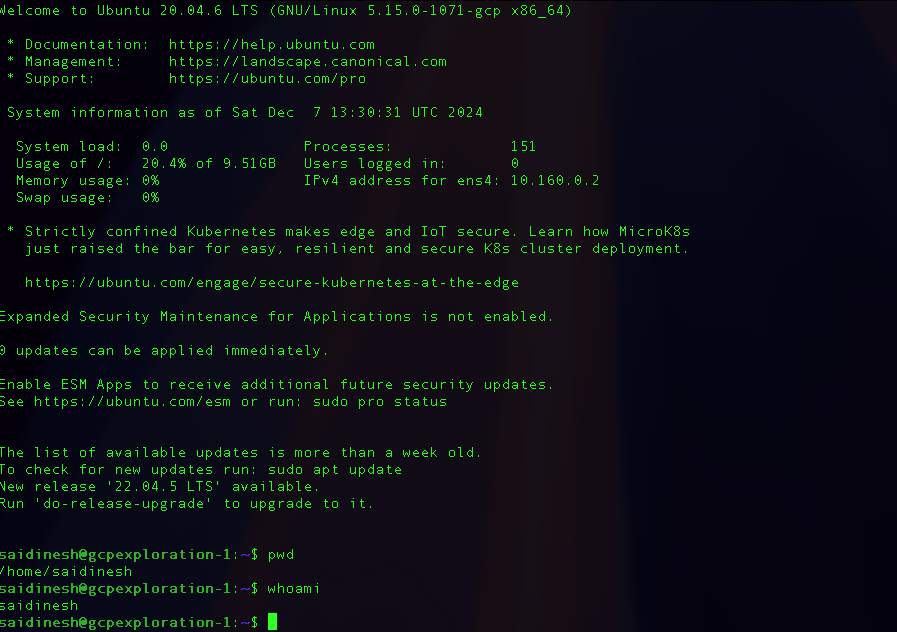 Welcome to Ubuntu 20.04.6 LTS (GNU/Linux 5.15.0-1071-gcp x86_64)
* Documentation: https://help.ubuntu.com
* Management: https://landscape.canonical.com
* Support: https://ubuntu.com/pro
System information as of Sat Dec 7 13:30:31 UTC 2024
System load: 0.0 Processes: 151
Usage of /: 20.4% of 9.51GB Users logged in: 0
Memory usage: 0% IPv4 address for ens4: 10.160.0.2
Swap usage: 0%
* Strictly confined Kubernetes makes edge and IoT secure. Learn how MicroK8s
just raised the bar for easy, resilient and secure K8s cluster deployment.
https://ubuntu.com/engage/secure-kubernetes-at-the-edge
Expanded Security Maintenance for Applications is not enabled.
0 updates can be applied immediately.
Enable ESM Apps to receive additional future security updates.
See https://ubuntu.com/esm or run: sudo pro status
The list of available updates is more than a week old.
To check for new updates run: sudo apt update
New release '22.04.5 LTS' available.
Run 'do-release-upgrade' to upgrade to it.
saidinesh@gcpexploration-1:~$ pwd
/home/saidinesh
saidinesh@gcpexploration-1:~$ whoami
saidinesh
saidinesh@gcpexploration-1:~$